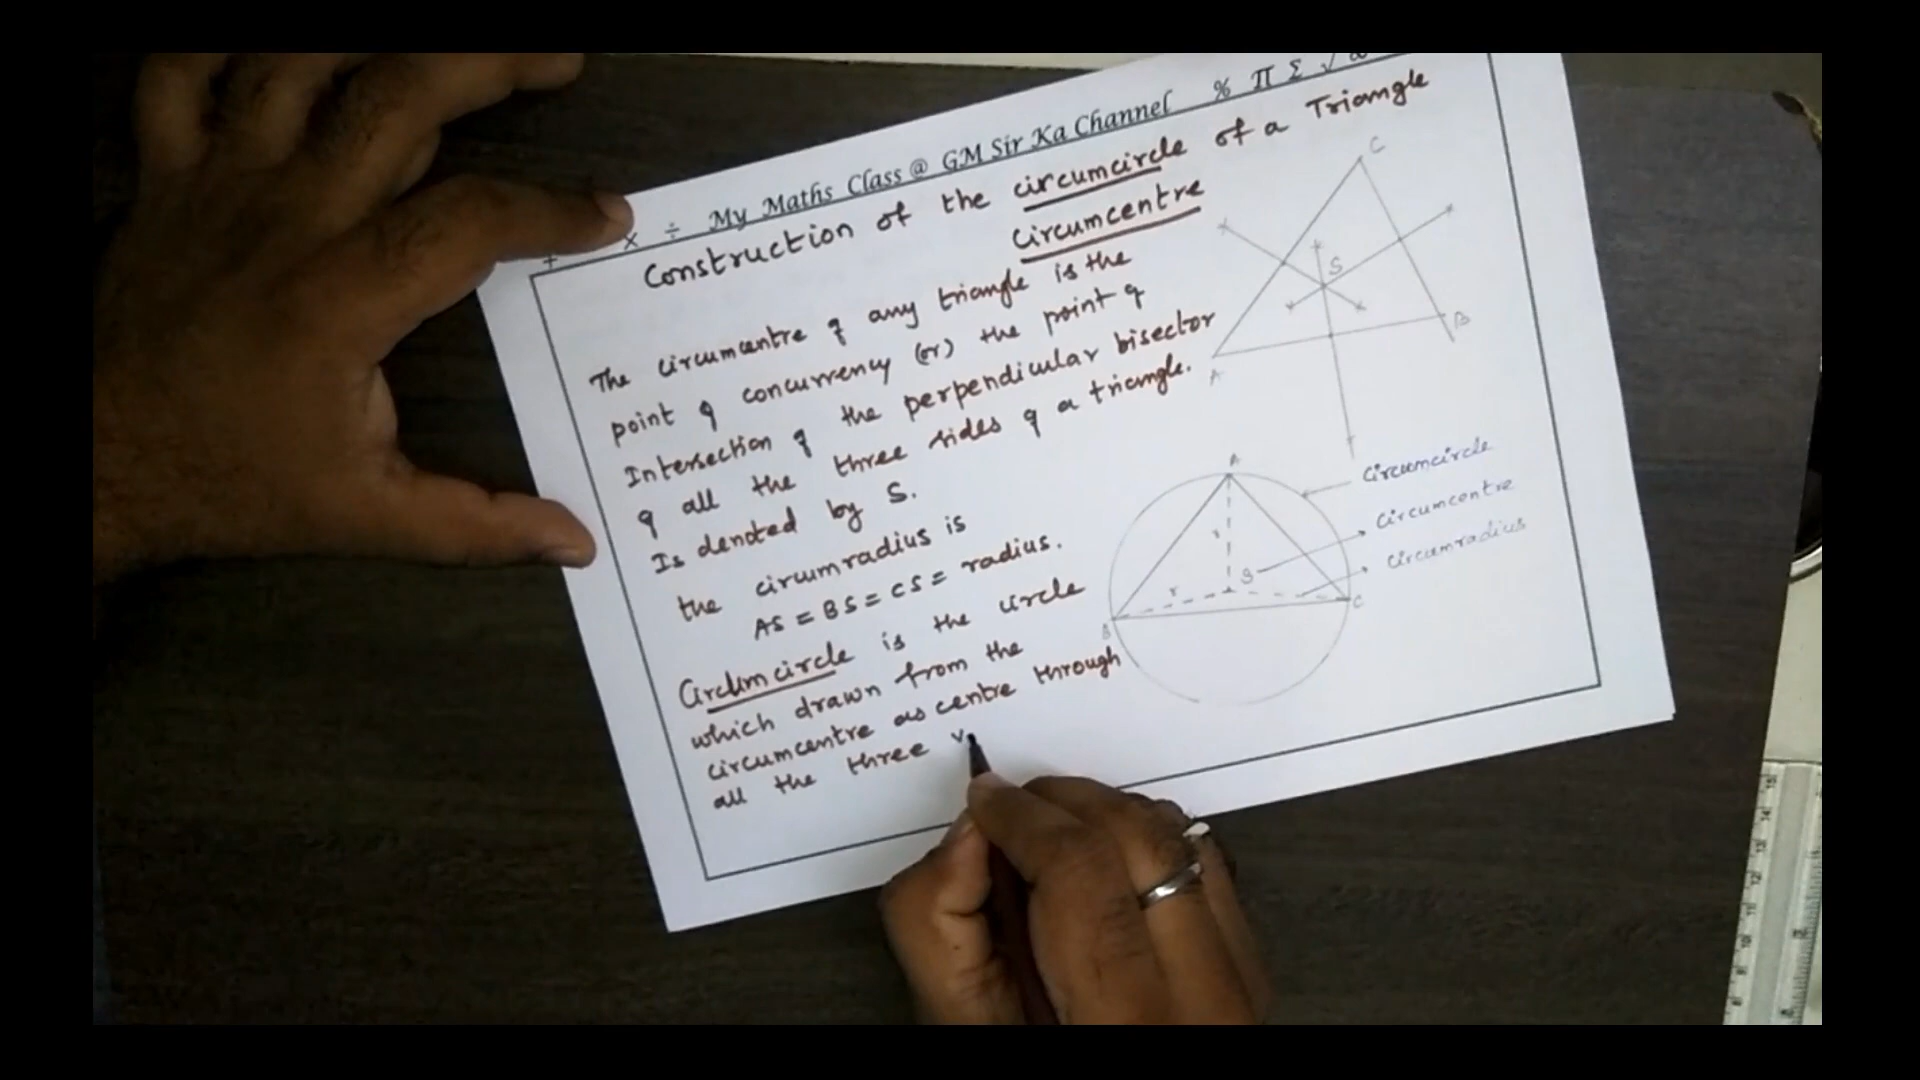 + × ÷ My Maths Class @ GM Sir Ka Channel % Π Σ √ ∞
Construction of the circumcircle of a Triangle
Circumcentre
The circumcentre of any triangle is the
point of concurrency (or) the point of
Intersection of the perpendicular bisector
of all the three sides of a triangle.
Is denoted by S.
the circumradius is
AS = BS = CS = radius.
Circumcircle is the circle
which drawn from the
circumcentre as centre through
all the three v
C
S
B
A
A
r
S
r
B
C
Circumcircle
Circumcentre
Circumradius